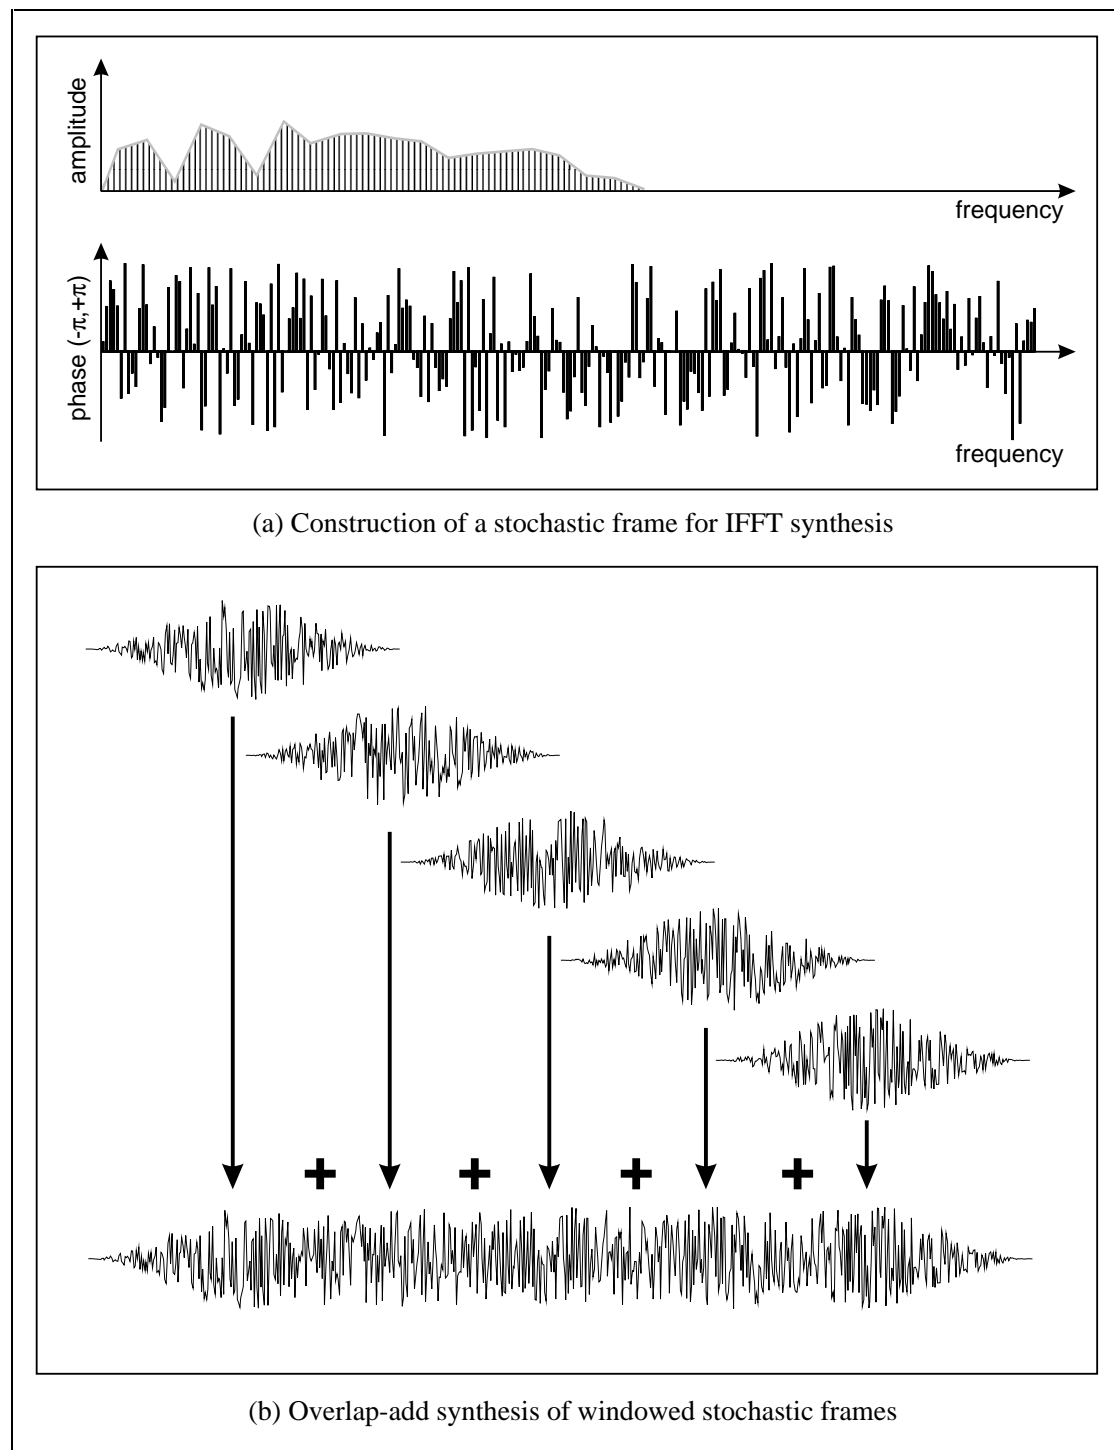 amplitude
frequency
phase (-π,+π)
frequency
(a) Construction of a stochastic frame for IFFT synthesis
+ + + +
(b) Overlap-add synthesis of windowed stochastic frames